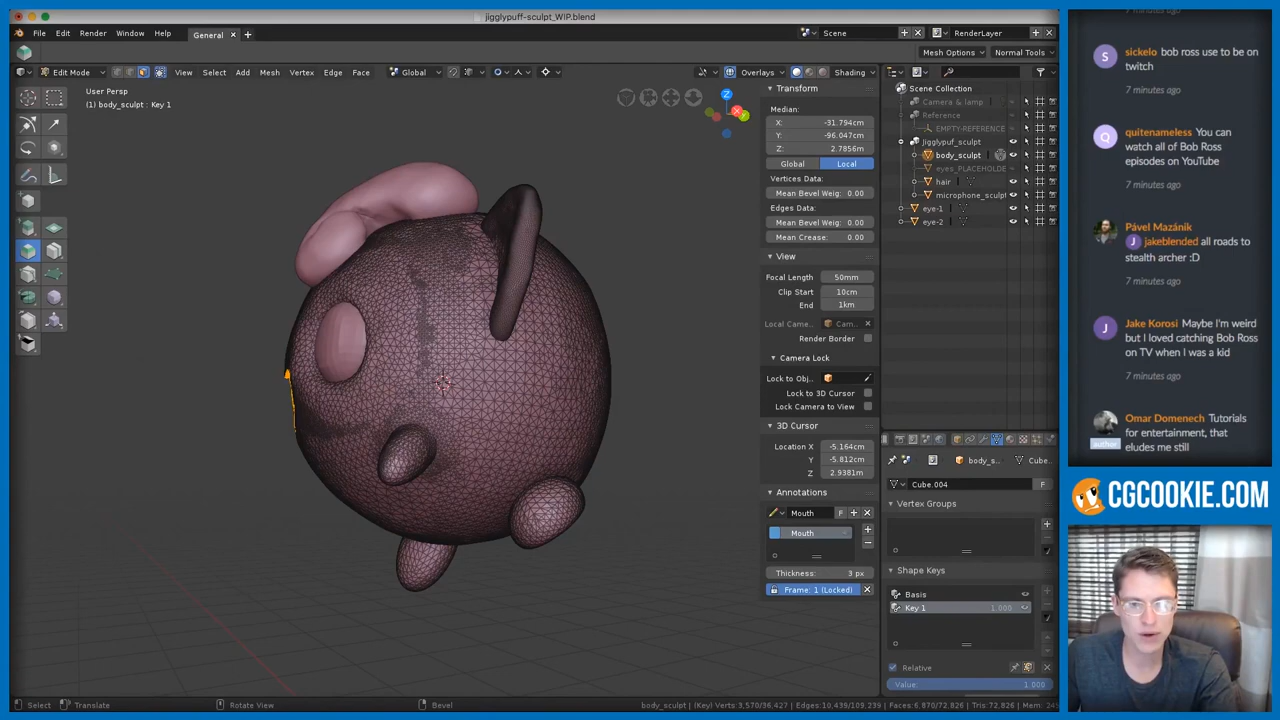 jigglypuff-sculpt_WIP.blend
File Edit Render Window Help General Scene RenderLayer
Mesh Options Normal Tools
Edit Mode View Select Add Mesh Vertex Edge Face Global Overlays Shading
User Persp
(1) body_sculpt : Key 1
Z
Y
Transform
Median:
X: -31.794cm
Y: -96.047cm
Z: 2.7856m
Global Local
Vertices Data:
Mean Bevel Weig: 0.00
Edges Data:
Mean Bevel Weig: 0.00
Mean Crease: 0.00
View
Focal Length 50mm
Clip Start 10cm
End 1km
Local Came.. Cam...
Render Border
Camera Lock
Lock to Obj..
Lock to 3D Cursor
Lock Camera to View
3D Cursor
Location X -5.164cm
Y -5.812cm
Z 2.9381m
Annotations
Mouth F
Mouth
Thickness: 3 px
Frame: 1 (Locked)
Scene Collection
Camera & lamp
Reference
EMPTY-REFERENCE
Jigglypuf_sculpt
body_sculpt
eyes_PLACEHOLDE
hair
microphone_sculpt
eye-1
eye-2
body_s... Cube.
Cube.004 F
Vertex Groups
Shape Keys
Basis
Key 1 1.000
Relative
Value: 1.000
Select Translate Rotate View Bevel body_sculpt | (Key) Verts:3,570/36,427 | Edges:10,439/109,239 | Faces:6,870/72,826 | Tris:72,826 | Mem: 24
7 minutes ago
S
sickelo bob ross use to be on
twitch
7 minutes ago
Q
quitenameless You can
watch all of Bob Ross
episodes on YouTube
7 minutes ago
Pável Mazánik
J jakeblended all roads to
stealth archer :D
7 minutes ago
J
Jake Korosi Maybe I'm weird
but I loved catching Bob Ross
on TV when I was a kid
7 minutes ago
Omar Domenech Tutorials
author
for entertainment, that
eludes me still
CGCOOKIE.COM